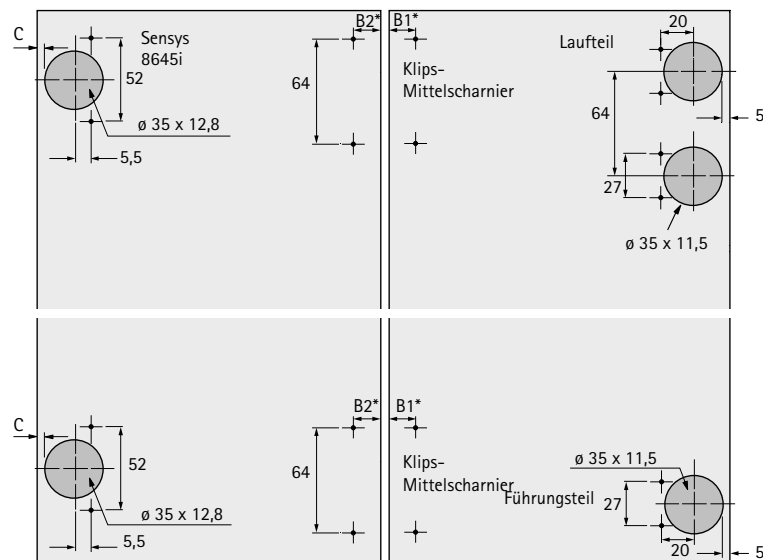 C
Sensys
8645i
52
ø 35 x 12,8
5,5
B2*
B1*
64
Klips-
Mittelscharnier
Laufteil
20
64
5
27
ø 35 x 11,5
C
52
ø 35 x 12,8
5,5
B2*
B1*
64
Klips-
Mittelscharnier
Führungsteil
ø 35 x 11,5
27
20
5